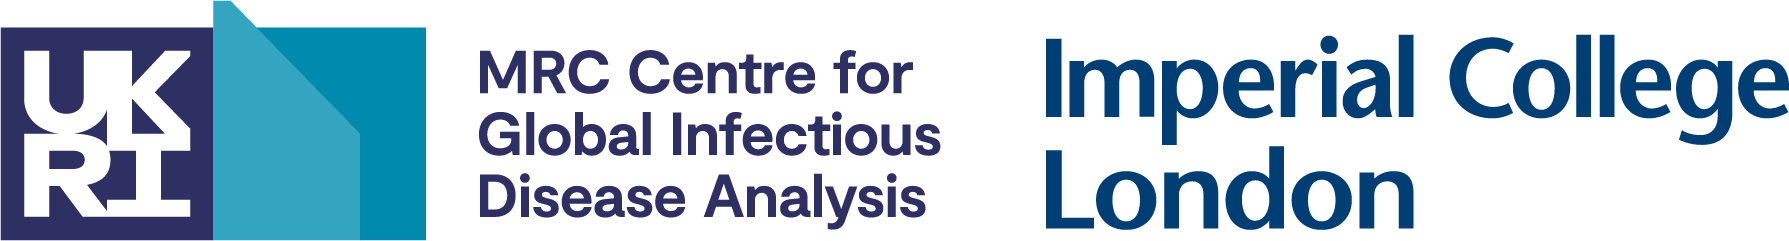 UK
RI
MRC Centre for
Global Infectious
Disease Analysis
Imperial College
London